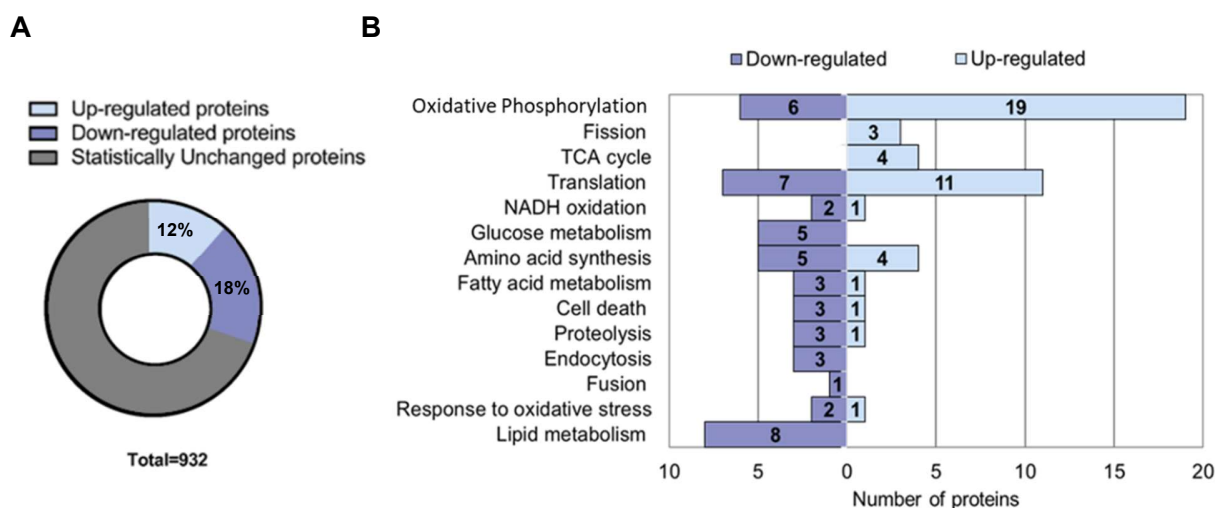 A
Up-regulated proteins
Down-regulated proteins
Statistically Unchanged proteins
12%
18%
Total=932
B
Down-regulated Up-regulated
Oxidative Phosphorylation 6 19
Fission 3
TCA cycle 4
Translation 7 11
NADH oxidation 2 1
Glucose metabolism 5
Amino acid synthesis 5 4
Fatty acid metabolism 3 1
Cell death 3 1
Proteolysis 3 1
Endocytosis 3
Fusion 1
Response to oxidative stress 2 1
Lipid metabolism 8
10 5 0 5 10 15 20
Number of proteins